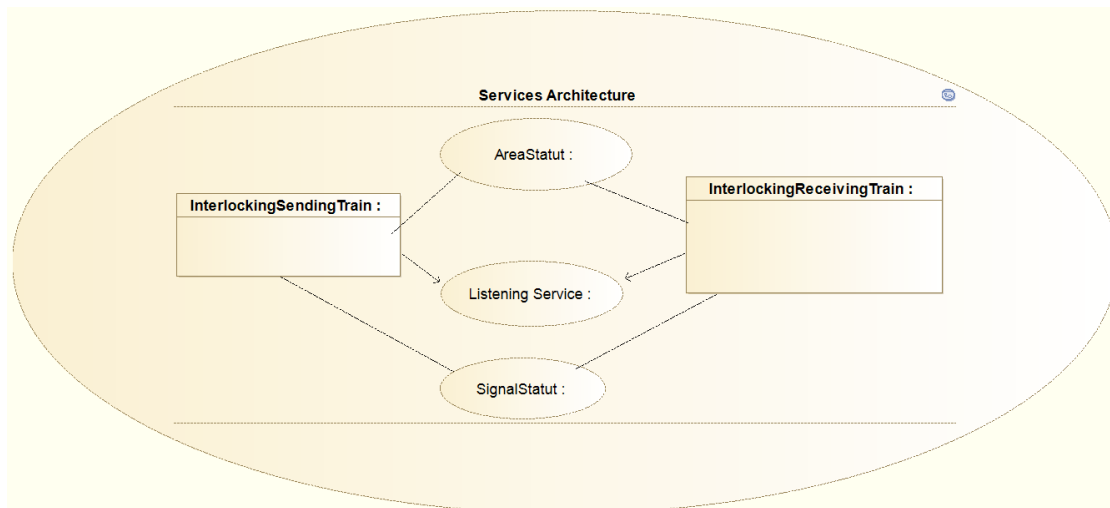 Services Architecture
AreaStatut :
InterlockingSendingTrain :
InterlockingReceivingTrain :
Listening Service :
SignalStatut :